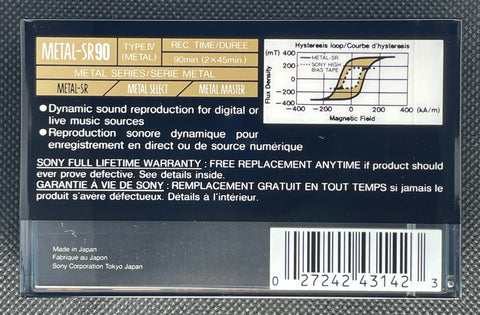 METAL-SR90
TYPE IV (METAL)
REC TIME/DURÉE
90min. (2×45min.)
METAL SERIES/SÉRIE METAL
METAL-SR / METAL SELECT / METAL MASTER
Hysteresis loop/Courbe d'hysteresis
(mT) 400
METAL-SR
SONY HIGH BIAS TAPE
Flux Density
200
0
-200
-400
-400 -200 0 200 400 (kA/m)
Magnetic Field
●Dynamic sound reproduction for digital or
live music sources
●Reproduction sonore dynamique pour
enregistrement en direct ou de source numérique
SONY FULL LIFETIME WARRANTY : FREE REPLACEMENT ANYTIME if product should
ever prove defective. See details inside.
GARANTIE À VIE DE SONY : REMPLACEMENT GRATUIT EN TOUT TEMPS si jamais le
produit s'avère défectueux. Détails à l'intérieur.
Made in Japan
Fabriqué au Japon
Sony Corporation Tokyo Japan
0 27242 43142 3